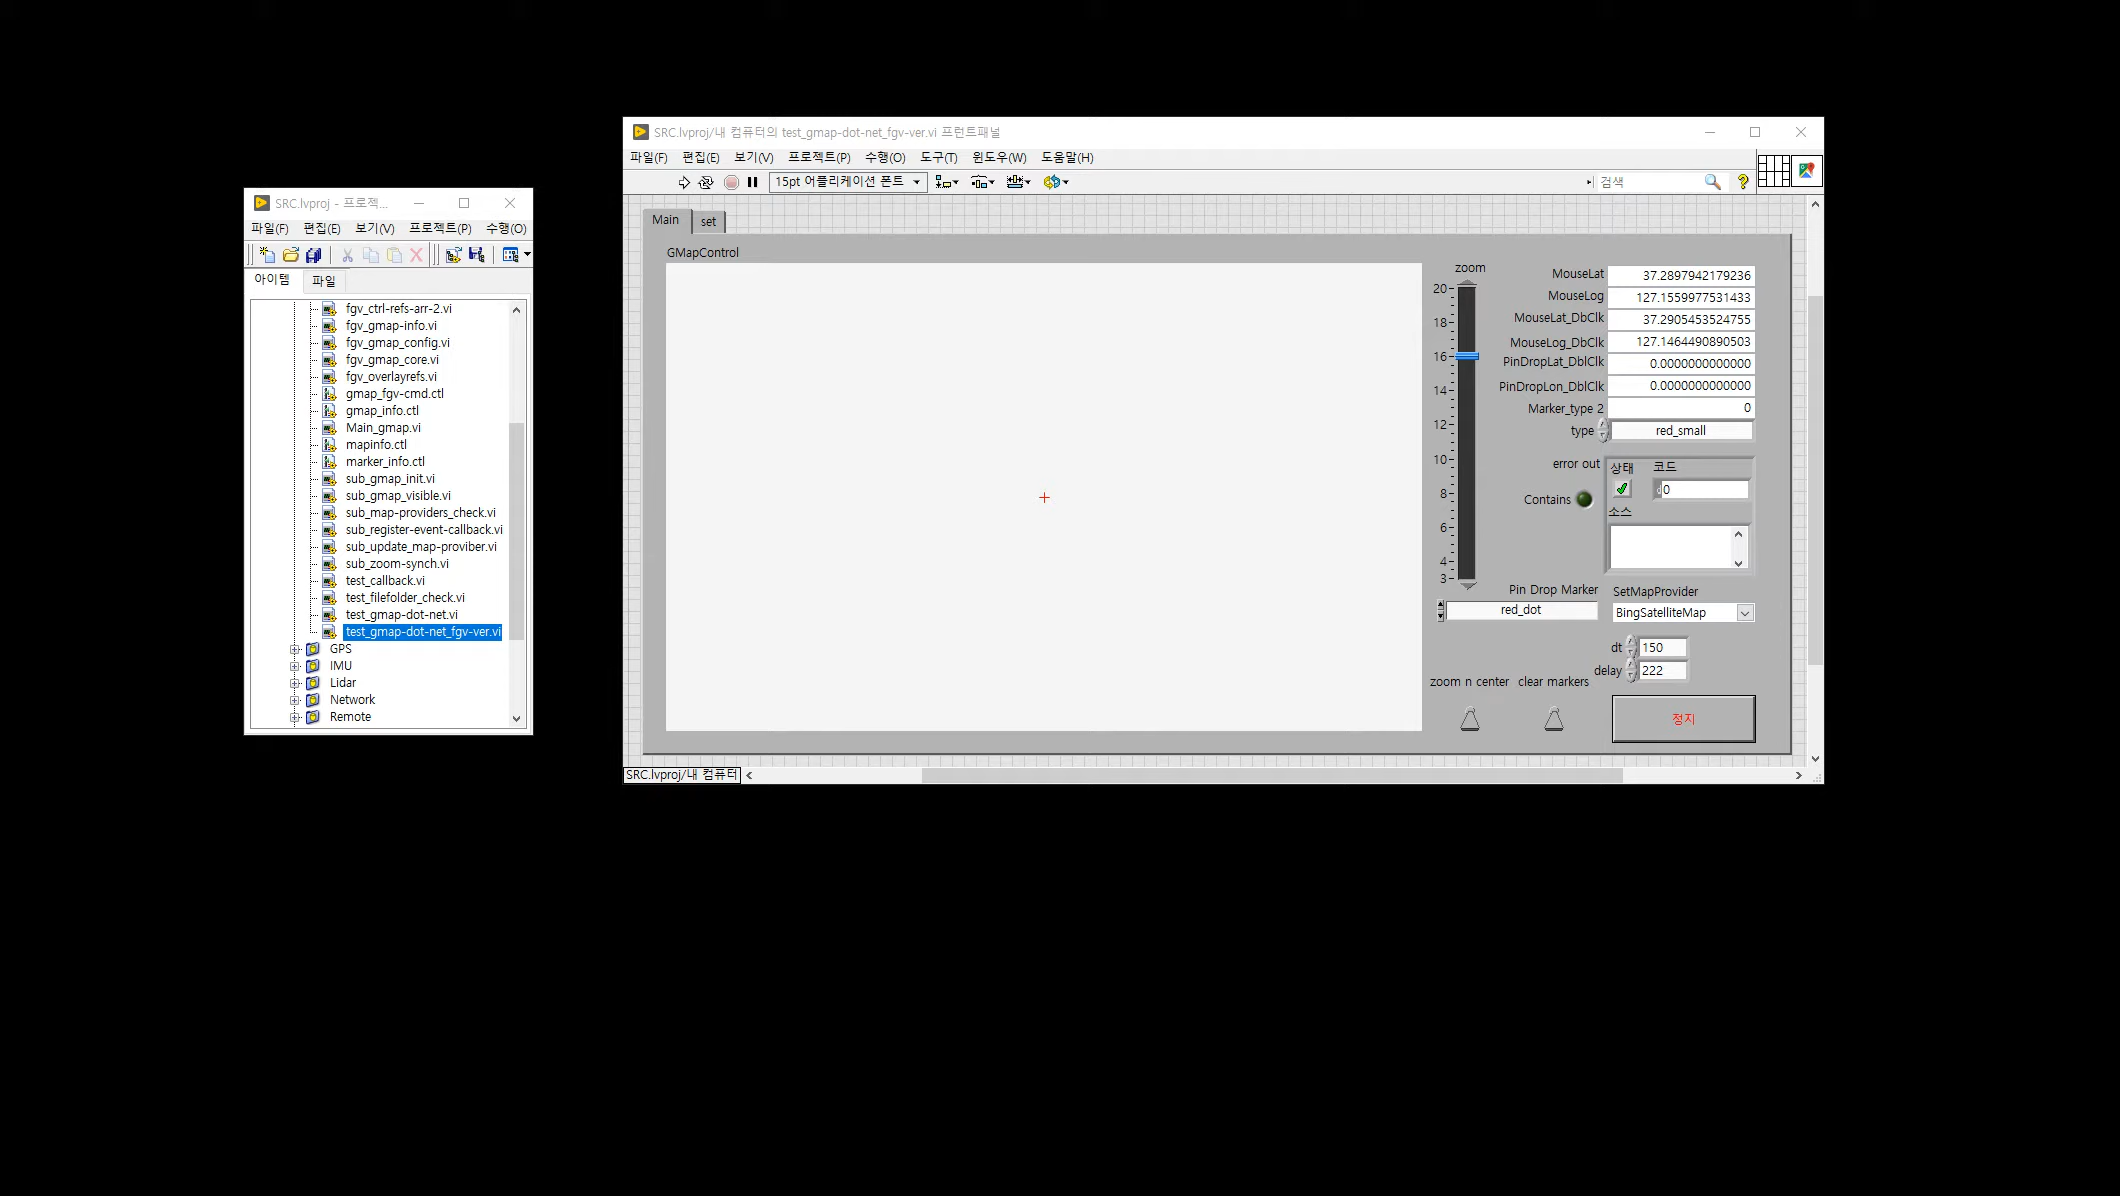 SRC.lvproj - 프로젝...
파일(F) 편집(E) 보기(V) 프로젝트(P) 수행(O)
아이템 파일
fgv_ctrl-refs-arr-2.vi
fgv_gmap-info.vi
fgv_gmap_config.vi
fgv_gmap_core.vi
fgv_overlayrefs.vi
gmap_fgv-cmd.ctl
gmap_info.ctl
Main_gmap.vi
mapinfo.ctl
marker_info.ctl
sub_gmap_init.vi
sub_gmap_visible.vi
sub_map-providers_check.vi
sub_register-event-callback.vi
sub_update_map-proviber.vi
sub_zoom-synch.vi
test_callback.vi
test_filefolder_check.vi
test_gmap-dot-net.vi
test_gmap-dot-net_fgv-ver.vi
GPS
IMU
Lidar
Network
Remote
SRC.lvproj/내 컴퓨터의 test_gmap-dot-net_fgv-ver.vi 프런트패널
파일(F) 편집(E) 보기(V) 프로젝트(P) 수행(O) 도구(T) 윈도우(W) 도움말(H)
15pt 어플리케이션 폰트
검색
?
Main set
GMapControl
zoom
20
18
16
14
12
10
8
6
4
3
MouseLat 37.2897942179236
MouseLog 127.1559977531433
MouseLat_DbClk 37.2905453524755
MouseLog_DbClk 127.1464490890503
PinDropLat_DblClk 0.0000000000000
PinDropLon_DblClk 0.0000000000000
Marker_type 2 0
type red_small
error out
상태 코드
d0
Contains
소스
Pin Drop Marker
red_dot
SetMapProvider
BingSatelliteMap
dt 150
delay 222
zoom n center clear markers
정지
SRC.lvproj/내 컴퓨터